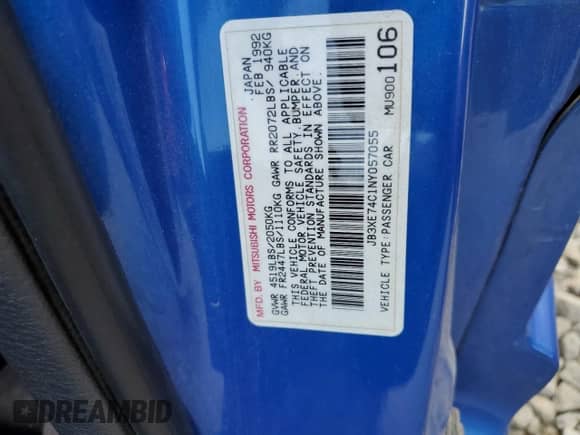 MFD. BY MITSUBISHI MOTORS CORPORATION
JAPAN
FEB 1992
GVWR 4519LBS/2050KG
GAWR FR2447LBS/1110KG GAWR RR2072LBS/ 940KG
THIS VEHICLE CONFORMS TO ALL APPLICABLE
FEDERAL MOTOR VEHICLE SAFETY,BUMPER,AND
THEFT PREVENTION STANDARDS IN EFFECT ON
THE DATE OF MANUFACTURE SHOWN ABOVE.
JB3XE74C1NY057055
VEHICLE TYPE:PASSENGER CAR
MU900106
DREAMBID